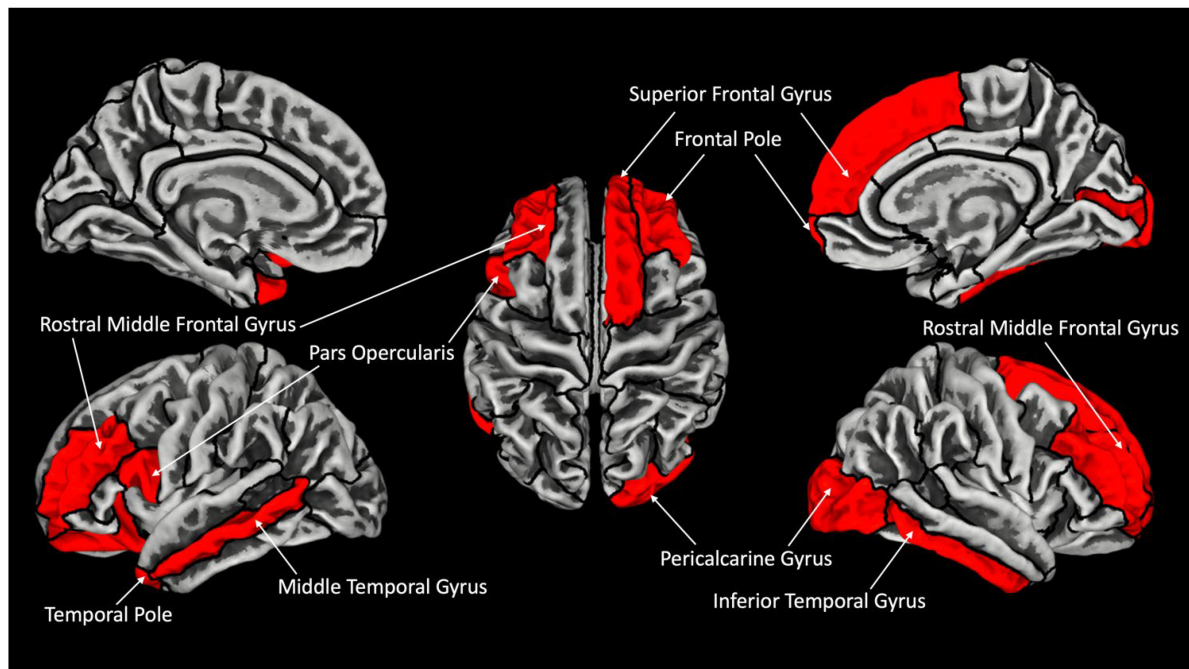 Superior Frontal Gyrus
Frontal Pole
Rostral Middle Frontal Gyrus
Rostral Middle Frontal Gyrus
Pars Opercularis
Pericalcarine Gyrus
Middle Temporal Gyrus
Inferior Temporal Gyrus
Temporal Pole